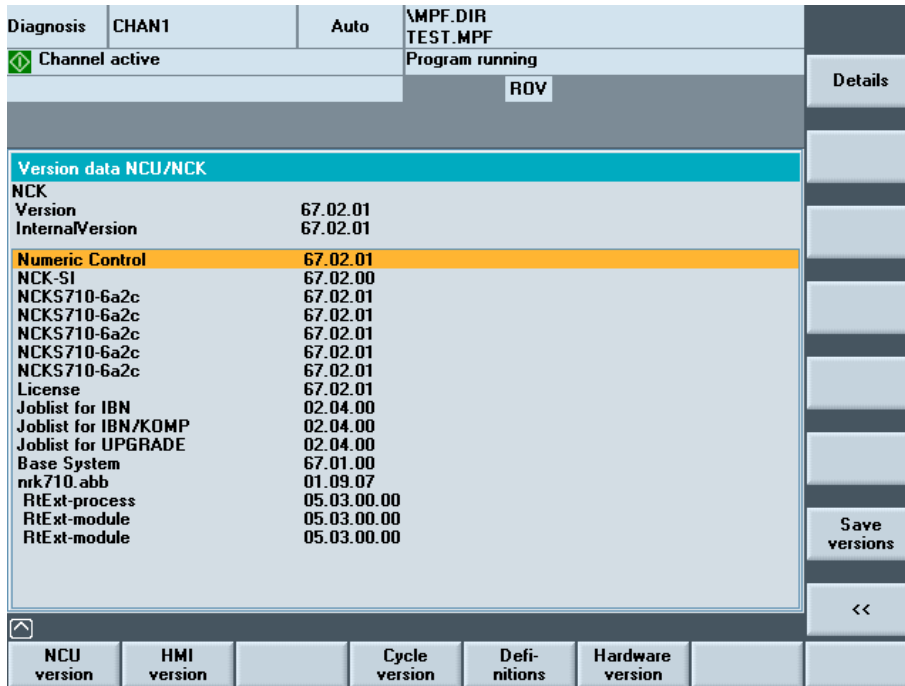 Diagnosis CHAN1 Auto \MPF.DIR
TEST.MPF
Channel active Program running
ROV
Details
Version data NCU/NCK
NCK
Version 67.02.01
InternalVersion 67.02.01
Numeric Control 67.02.01
NCK-SI 67.02.00
NCKS710-6a2c 67.02.01
NCKS710-6a2c 67.02.01
NCKS710-6a2c 67.02.01
NCKS710-6a2c 67.02.01
NCKS710-6a2c 67.02.01
License 67.02.01
Joblist for IBN 02.04.00
Joblist for IBN/KOMP 02.04.00
Joblist for UPGRADE 02.04.00
Base System 67.01.00
nrk710.abb 01.09.07
RtExt-process 05.03.00.00
RtExt-module 05.03.00.00
RtExt-module 05.03.00.00
Save
versions
<<
NCU HMI Cycle Defi- Hardware
version version version nitions version